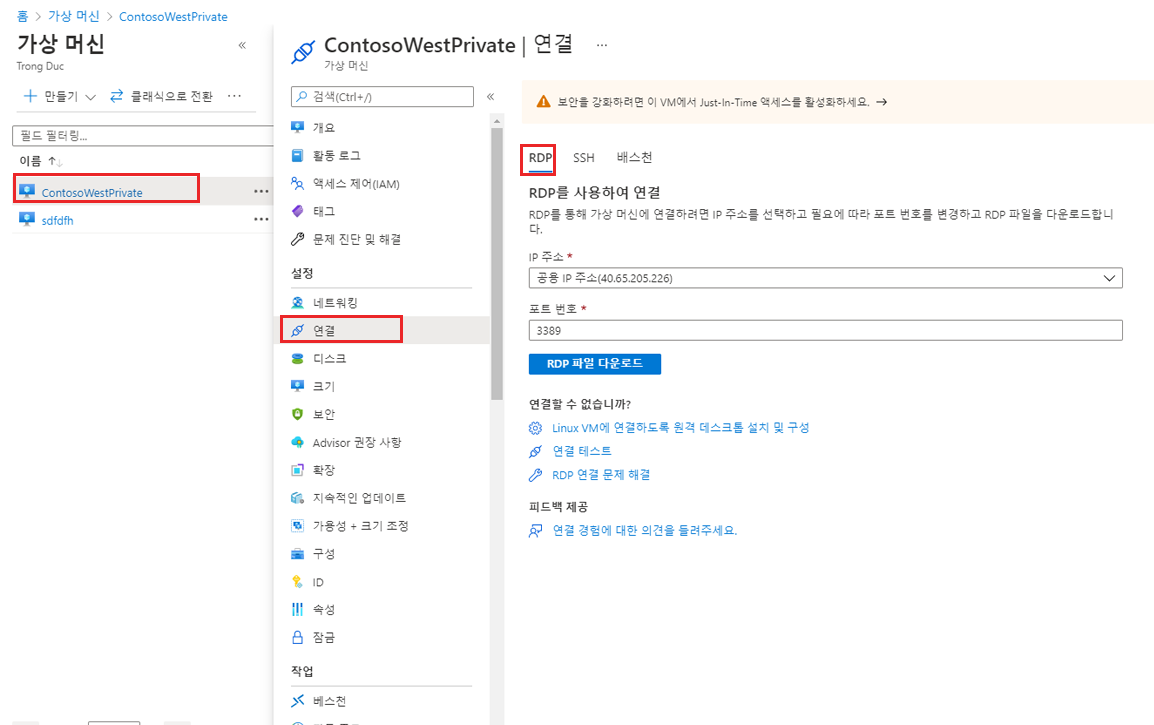 홈 > 가상 머신 > ContosoWestPrivate
가상 머신
Trong Duc
만들기
클래식으로 전환
필드 필터링...
이름
ContosoWestPrivate
sdfdfh
ContosoWestPrivate | 연결
가상 머신
검색(Ctrl+/)
개요
활동 로그
액세스 제어(IAM)
태그
문제 진단 및 해결
설정
네트워킹
연결
디스크
크기
보안
Advisor 권장 사항
확장
지속적인 업데이트
가용성 + 크기 조정
구성
ID
속성
잠금
작업
베스천
보안을 강화하려면 이 VM에서 Just-In-Time 액세스를 활성화하세요. →
RDP
SSH
배스천
RDP를 사용하여 연결
RDP를 통해 가상 머신에 연결하려면 IP 주소를 선택하고 필요에 따라 포트 번호를 변경하고 RDP 파일을 다운로드합니
다.
IP 주소 *
공용 IP 주소(40.65.205.226)
포트 번호 *
3389
RDP 파일 다운로드
연결할 수 없습니까?
Linux VM에 연결하도록 원격 데스크톱 설치 및 구성
연결 테스트
RDP 연결 문제 해결
피드백 제공
연결 경험에 대한 의견을 들려주세요.